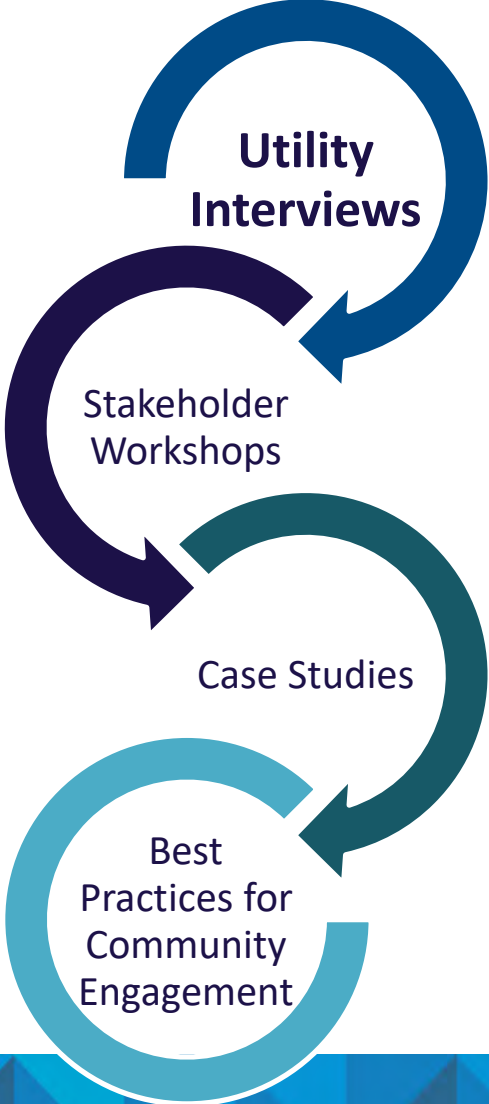 Utility
Interviews
Stakeholder
Workshops
Case Studies
Best
Practices for
Community
Engagement